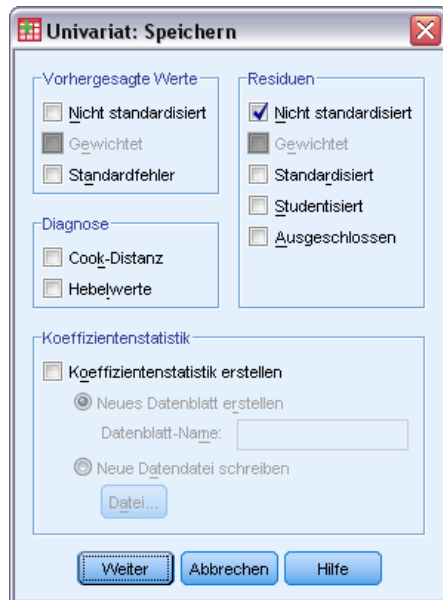 Univariat: Speichern
Vorhergesagte Werte
Nicht standardisiert
Gewichtet
Standardfehler
Diagnose
Cook-Distanz
Hebelwerte
Residuen
Nicht standardisiert
Gewichtet
Standardisiert
Studentisiert
Ausgeschlossen
Koeffizientenstatistik
Koeffizientenstatistik erstellen
Neues Datenblatt erstellen
Datenblatt-Name:
Neue Datendatei schreiben
Datei...
Weiter Abbrechen Hilfe